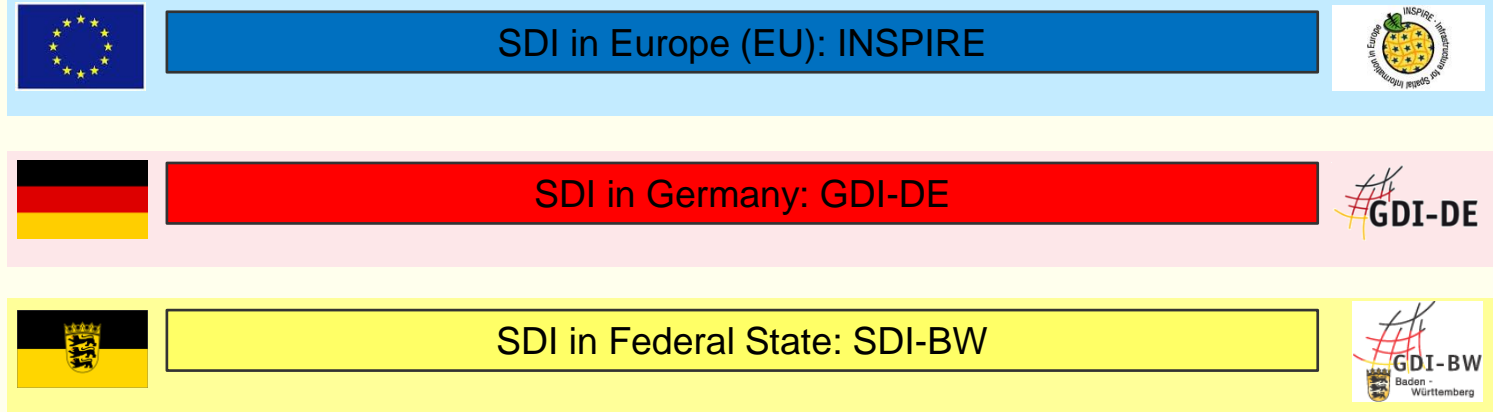 SDI in Europe (EU): INSPIRE
INSPIRE - Infrastructure for Spatial Information in Europe
SDI in Germany: GDI-DE
GDI-DE
SDI in Federal State: SDI-BW
GDI-BW
Baden -
Württemberg